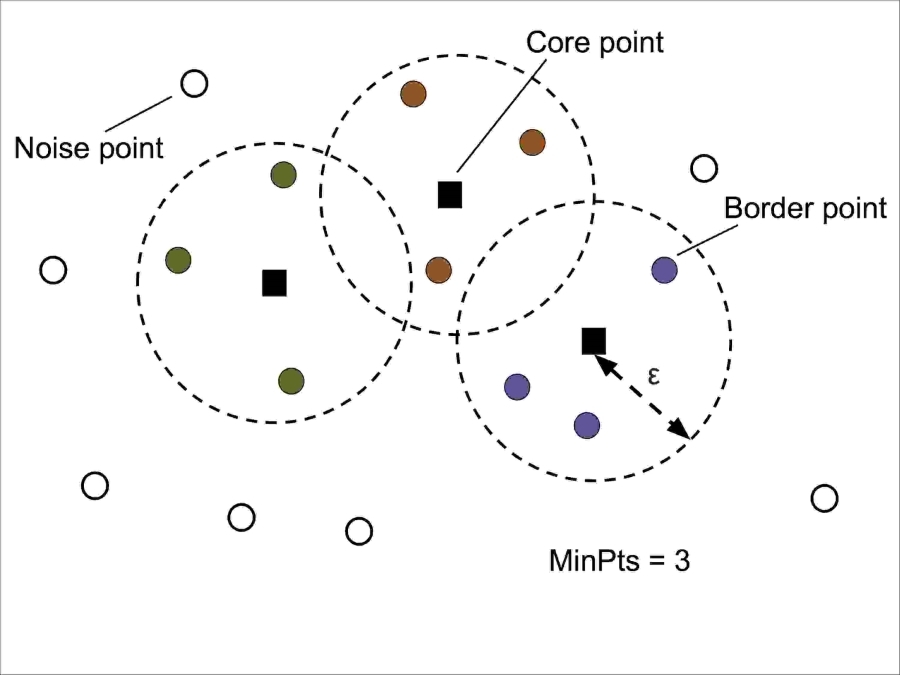 Core point
Noise point
Border point
ε
MinPts = 3